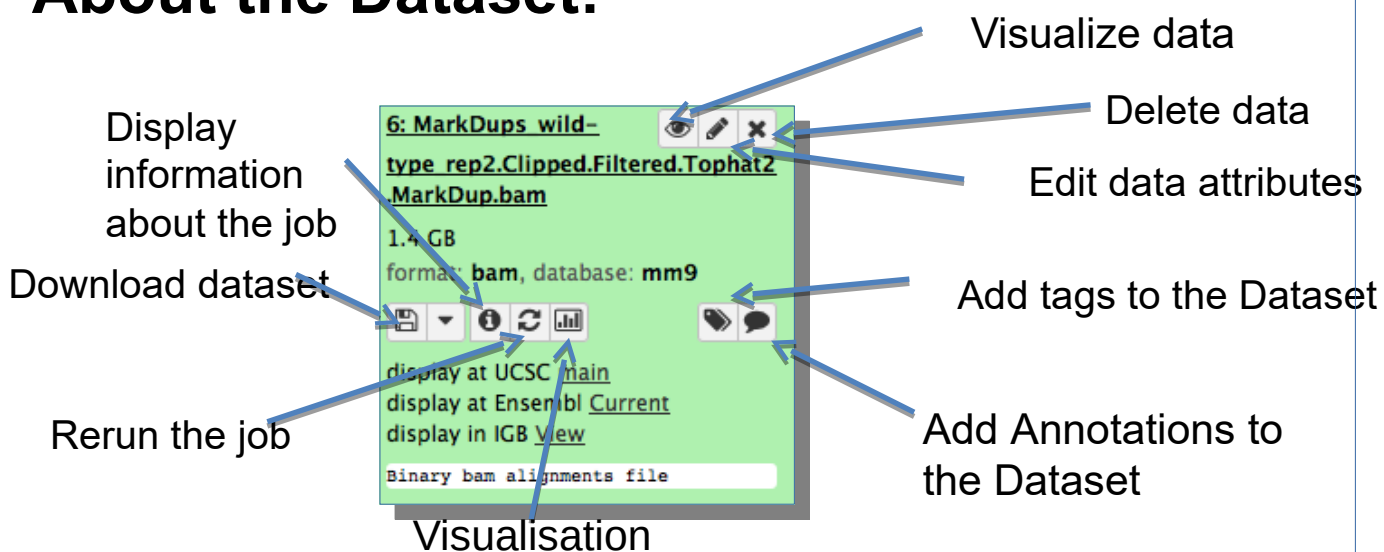 About the Dataset:
Visualize data
Delete data
Edit data attributes
Display
information
about the job
Download dataset
6: MarkDups wild-
type_rep2.Clipped.Filtered.Tophat2
.MarkDup.bam
1.4 GB
format: bam, database: mm9
Add tags to the Dataset
display at UCSC main
display at Ensembl Current
display in IGB View
Binary bam alignments file
Rerun the job
Add Annotations to
the Dataset
Visualisation